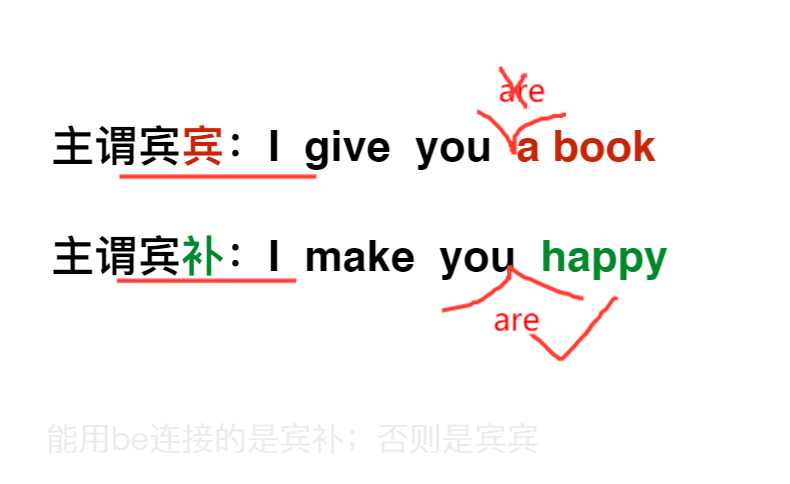 are
主谓宾宾：I give you a book
主谓宾补：I make you happy
are
能用be连接的是宾补；否则是宾宾